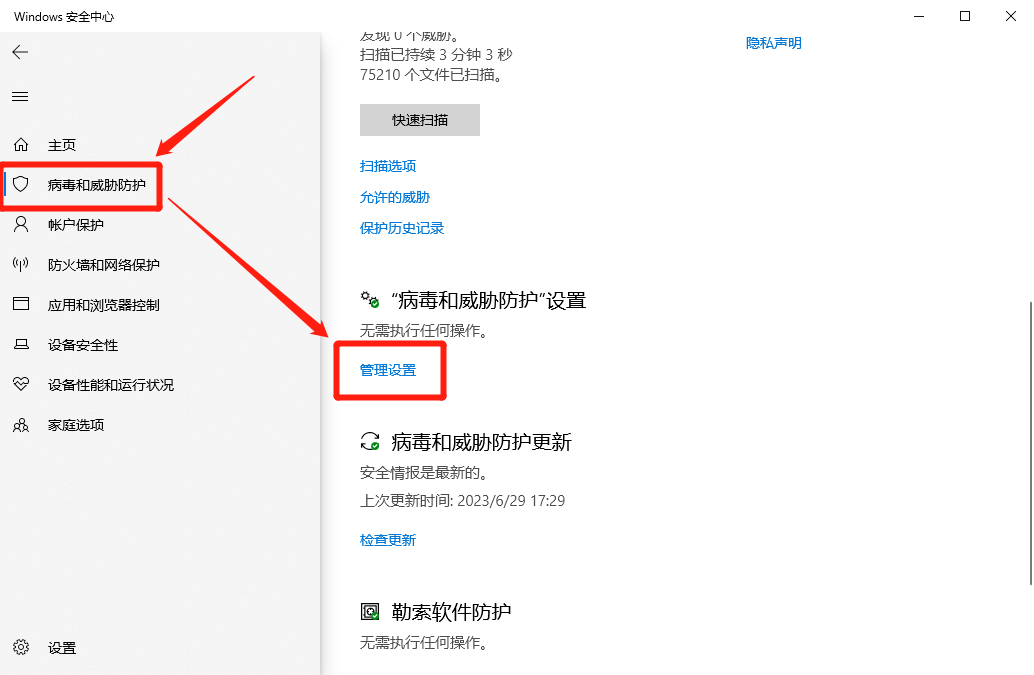 Windows 安全中心
主页
病毒和威胁防护
帐户保护
防火墙和网络保护
应用和浏览器控制
设备安全性
设备性能和运行状况
家庭选项
设置
发现 0 个威胁。
扫描已持续 3 分钟 3 秒
75210 个文件已扫描。
快速扫描
扫描选项
允许的威胁
保护历史记录
“病毒和威胁防护”设置
无需执行任何操作。
管理设置
病毒和威胁防护更新
安全情报是最新的。
上次更新时间: 2023/6/29 17:29
检查更新
勒索软件防护
无需执行任何操作。
隐私声明